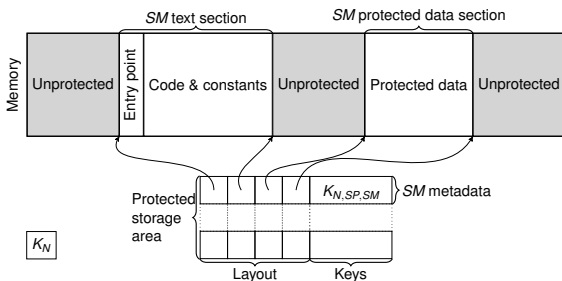 SM text section
SM protected data section
Memory
Unprotected
Entry point
Code & constants
Unprotected
Protected data
Unprotected
K_N,SP,SM
SM metadata
Protected
storage
area
K_N
Layout
Keys